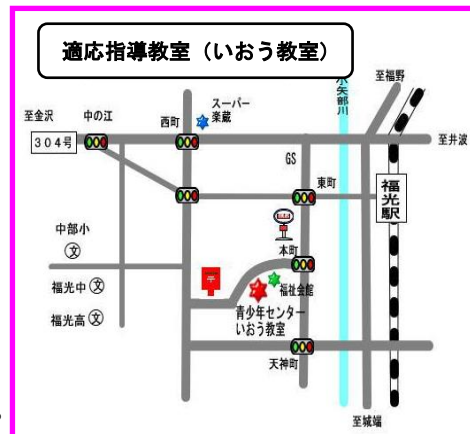 適応指導教室（いおう教室）
至福野
小矢部川
スーパー
楽蔵
至金沢
中の江
西町
304号
至井波
GS
東町
福光駅
中部小
文
本町
福光中
文
福祉会館
福光高
文
青少年センター
いおう教室
天神町
至城端